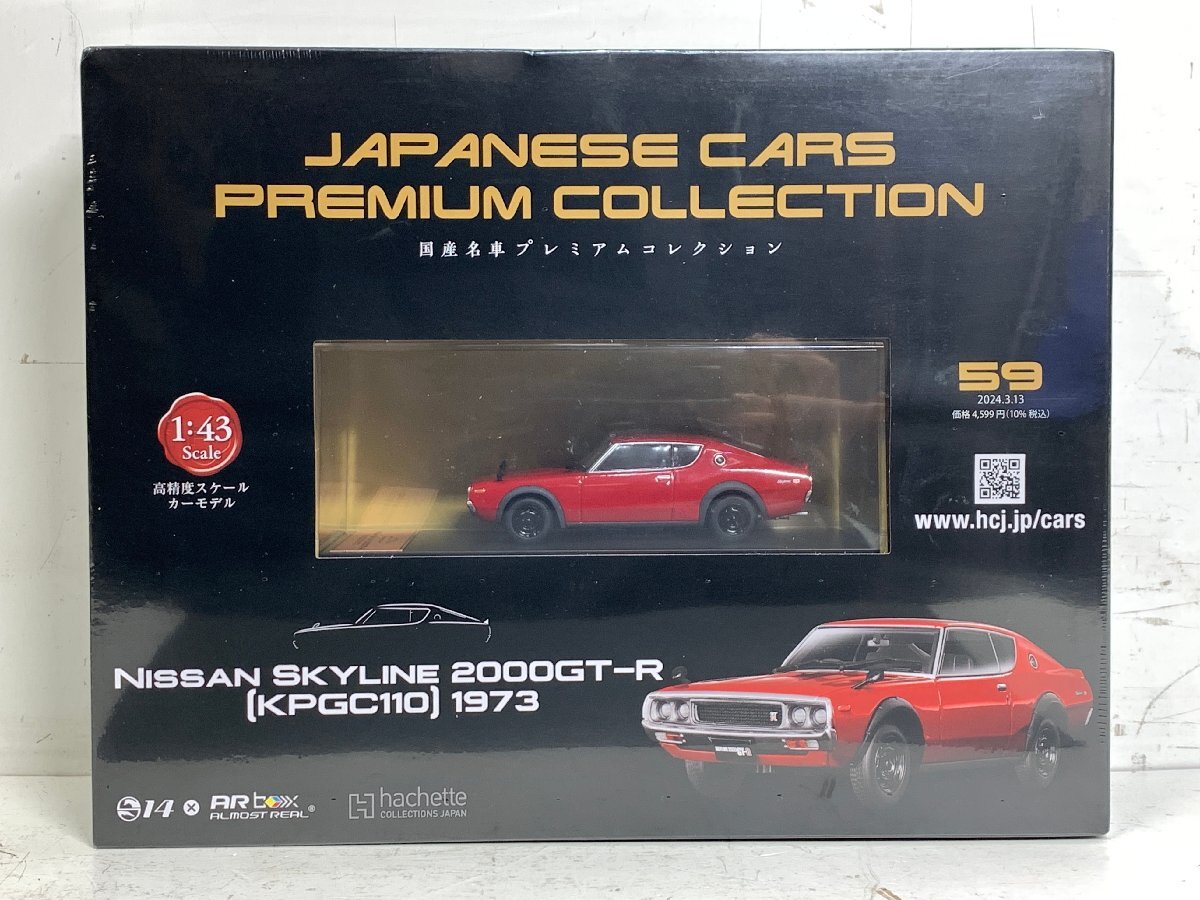 JAPANESE CARS
PREMIUM COLLECTION
国産名車プレミアムコレクション
59
2024.3.13
価格 4,599円(10%税込)
1:43
Scale
高精度スケール
カーモデル
www.hcj.jp/cars
NISSAN SKYLINE 2000GT-R
(KPGC110) 1973
14 × ARbox
ALMOST REAL®
hachette
COLLECTIONS JAPAN